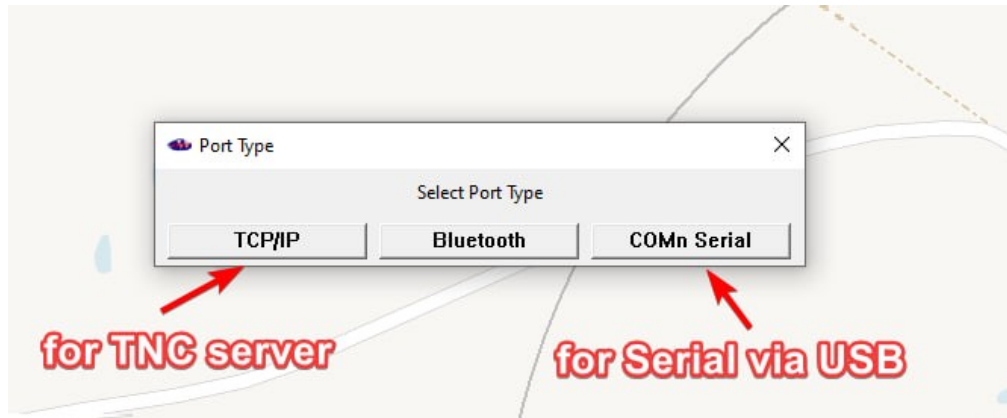 Port Type
Select Port Type
TCP/IP
Bluetooth
COMn Serial
for TNC server
for Serial via USB